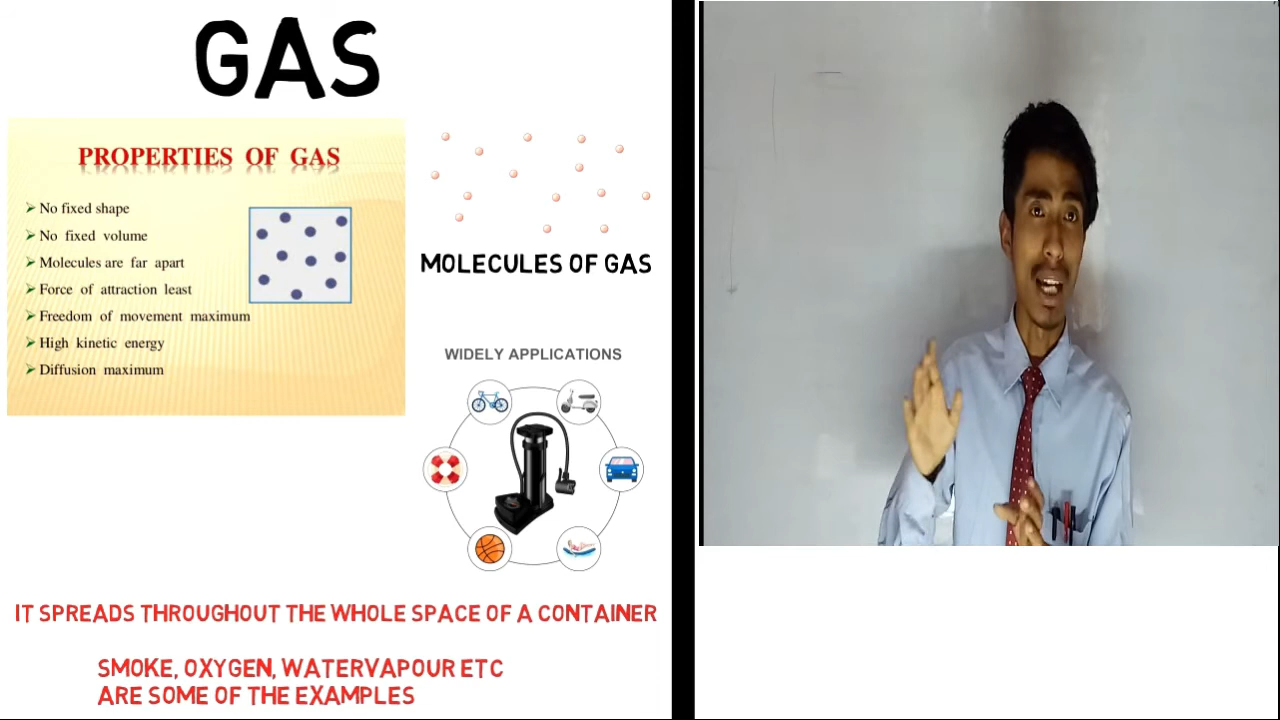 GAS
PROPERTIES OF GAS
No fixed shape
No fixed volume
Molecules are far apart
Force of attraction least
Freedom of movement maximum
High kinetic energy
Diffusion maximum
MOLECULES OF GAS
WIDELY APPLICATIONS
IT SPREADS THROUGHOUT THE WHOLE SPACE OF A CONTAINER
SMOKE, OXYGEN, WATERVAPOUR ETC
ARE SOME OF THE EXAMPLES